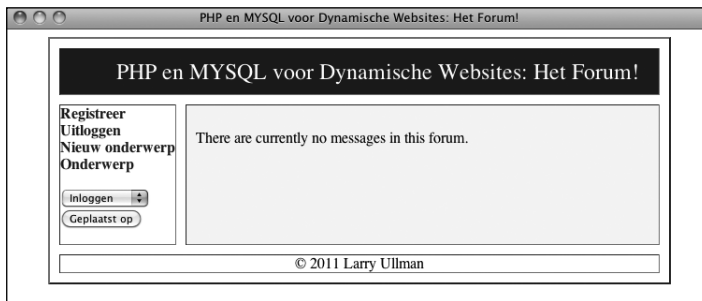 PHP en MYSQL voor Dynamische Websites: Het Forum!
PHP en MYSQL voor Dynamische Websites: Het Forum!
Registreer
Uitloggen
Nieuw onderwerp
Onderwerp
Inloggen
Geplaatst op
There are currently no messages in this forum.
© 2011 Larry Ullman